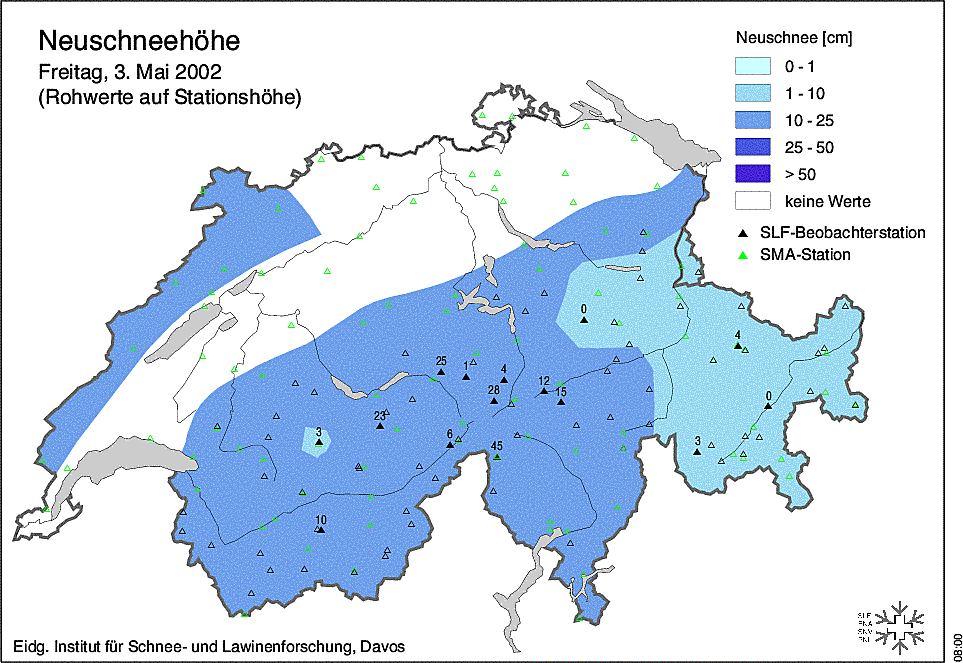 Neuschneehöhe
Freitag, 3. Mai 2002
(Rohwerte auf Stationshöhe)
Neuschnee [cm]
0 - 1
1 - 10
10 - 25
25 - 50
> 50
keine Werte
SLF-Beobachterstation
SMA-Station
0
4
25
1
4
28
12
15
0
23
3
6
45
3
10
SLF
Eidg. Institut für Schnee- und Lawinenforschung, Davos
08:00